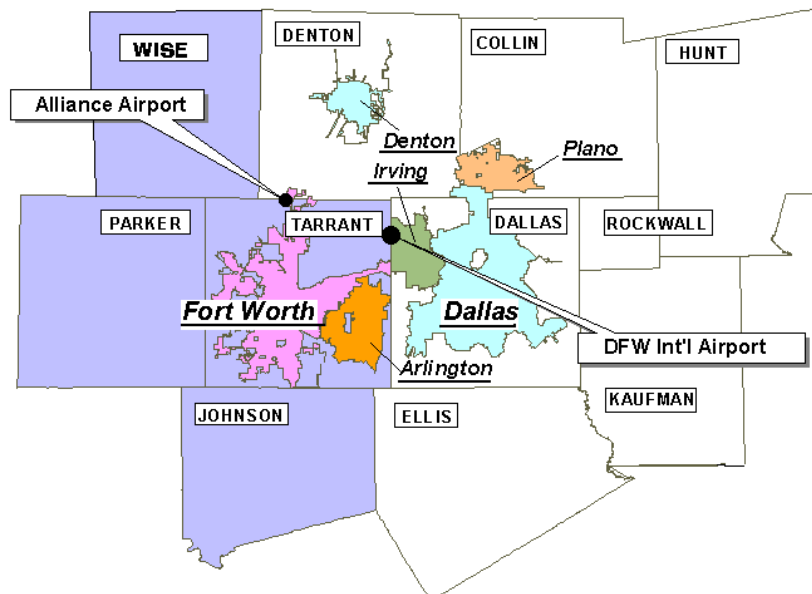 DENTON
COLLIN
WISE
HUNT
Alliance Airport
Denton
Plano
Irving
PARKER
TARRANT
DALLAS
ROCKWALL
Fort Worth
Dallas
DFW Int'l Airport
Arlington
KAUFMAN
JOHNSON
ELLIS